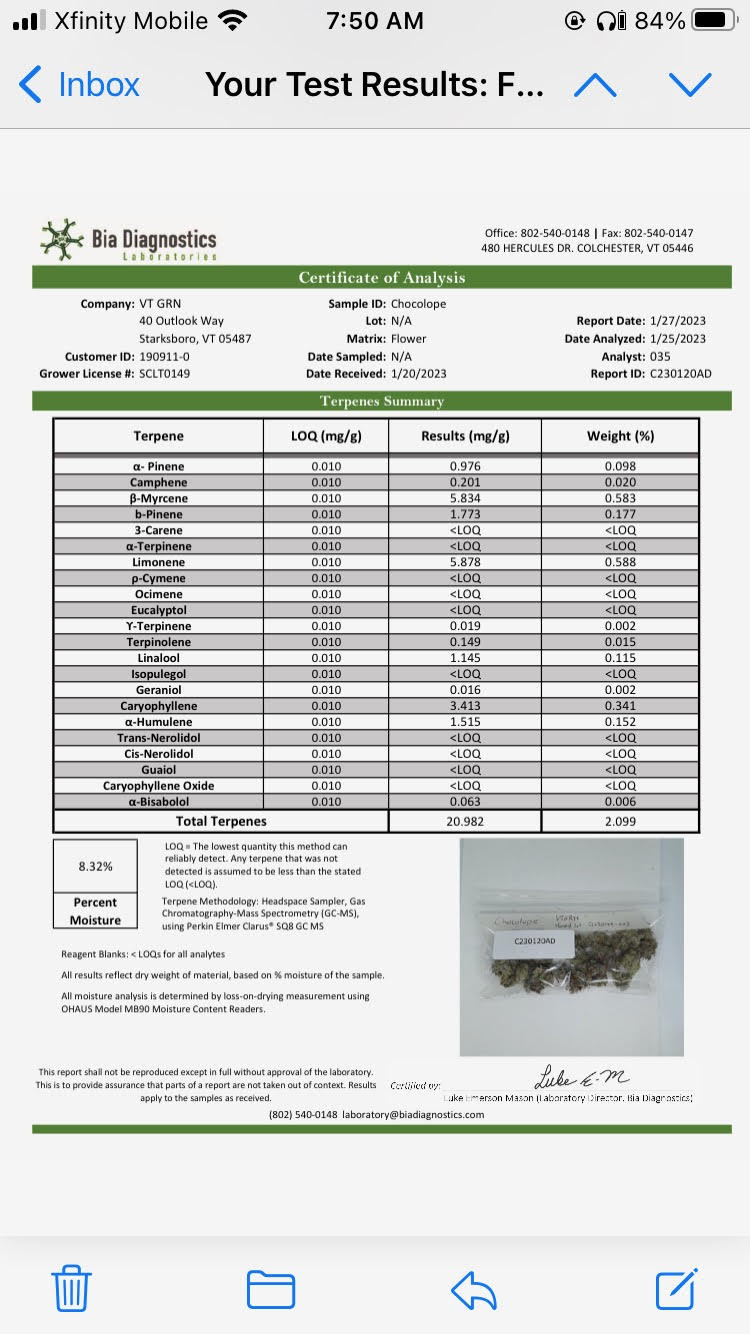 Xfinity Mobile 7:50 AM 84%
Inbox Your Test Results: F...
Bia Diagnostics
Laboratories
Office: 802-540-0148 | Fax: 802-540-0147
480 HERCULES DR. COLCHESTER, VT 05446
Certificate of Analysis
Company: VT GRN Sample ID: Chocolope
40 Outlook Way Lot: N/A Report Date: 1/27/2023
Starksboro, VT 05487 Matrix: Flower Date Analyzed: 1/25/2023
Customer ID: 190911-0 Date Sampled: N/A Analyst: 035
Grower License #: SCLT0149 Date Received: 1/20/2023 Report ID: C230120AD
Terpenes Summary
Terpene LOQ (mg/g) Results (mg/g) Weight (%)
α- Pinene 0.010 0.976 0.098
Camphene 0.010 0.201 0.020
β-Myrcene 0.010 5.834 0.583
b-Pinene 0.010 1.773 0.177
3-Carene 0.010 <LOQ <LOQ
α-Terpinene 0.010 <LOQ <LOQ
Limonene 0.010 5.878 0.588
ρ-Cymene 0.010 <LOQ <LOQ
Ocimene 0.010 <LOQ <LOQ
Eucalyptol 0.010 <LOQ <LOQ
Υ-Terpinene 0.010 0.019 0.002
Terpinolene 0.010 0.149 0.015
Linalool 0.010 1.145 0.115
Isopulegol 0.010 <LOQ <LOQ
Geraniol 0.010 0.016 0.002
Caryophyllene 0.010 3.413 0.341
α-Humulene 0.010 1.515 0.152
Trans-Nerolidol 0.010 <LOQ <LOQ
Cis-Nerolidol 0.010 <LOQ <LOQ
Guaiol 0.010 <LOQ <LOQ
Caryophyllene Oxide 0.010 <LOQ <LOQ
α-Bisabolol 0.010 0.063 0.006
Total Terpenes 20.982 2.099
8.32%
Percent
Moisture
LOQ = The lowest quantity this method can
reliably detect. Any terpene that was not
detected is assumed to be less than the stated
LOQ (<LOQ).
Terpene Methodology: Headspace Sampler, Gas
Chromatography-Mass Spectrometry (GC-MS),
using Perkin Elmer Clarus® SQ8 GC MS
Reagent Blanks: < LOQs for all analytes
All results reflect dry weight of material, based on % moisture of the sample.
All moisture analysis is determined by loss-on-drying measurement using
OHAUS Model MB90 Moisture Content Readers.
Chocolope VTGRN
C230120AD
This report shall not be reproduced except in full without approval of the laboratory.
This is to provide assurance that parts of a report are not taken out of context. Results
apply to the samples as received.
Certified by: Luke E-M
Luke Emerson Mason (Laboratory Director, Bia Diagnostics)
(802) 540-0148 laboratory@biadiagnostics.com